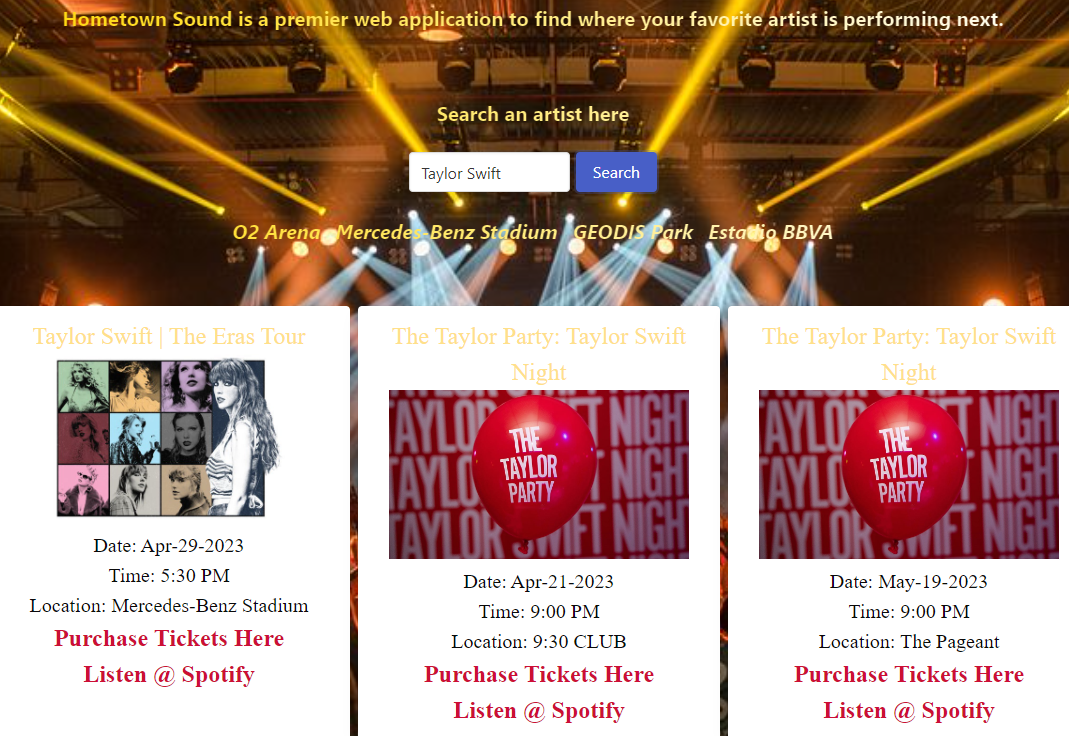 Hometown Sound is a premier web application to find where your favorite artist is performing next.
Search an artist here
Taylor Swift Search
O2 Arena Mercedes-Benz Stadium GEODIS Park Estadio BBVA
Taylor Swift | The Eras Tour
Date: Apr-29-2023
Time: 5:30 PM
Location: Mercedes-Benz Stadium
Purchase Tickets Here
Listen @ Spotify
The Taylor Party: Taylor Swift
Night
TAYLOR SWIFT NIGHT
THE
TAYLOR
PARTY
Date: Apr-21-2023
Time: 9:00 PM
Location: 9:30 CLUB
Purchase Tickets Here
Listen @ Spotify
The Taylor Party: Taylor Swift
Night
TAYLOR SWIFT NIGHT
THE
TAYLOR
PARTY
Date: May-19-2023
Time: 9:00 PM
Location: The Pageant
Purchase Tickets Here
Listen @ Spotify